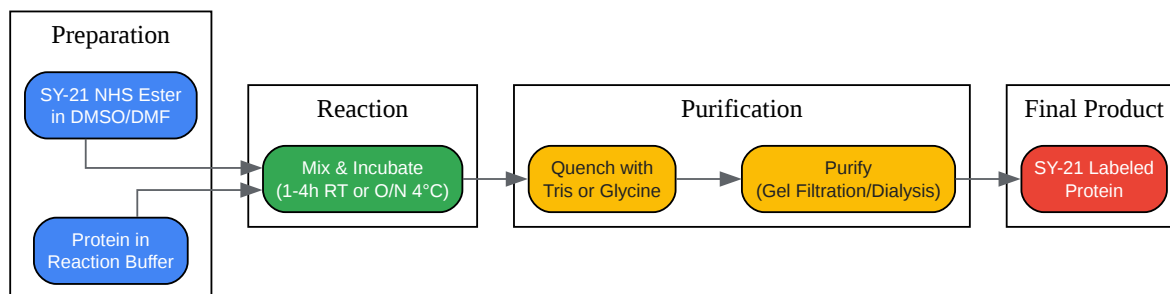 Preparation
SY-21 NHS Ester
in DMSO/DMF
Protein in
Reaction Buffer
Reaction
Mix & Incubate
(1-4h RT or O/N 4°C)
Purification
Quench with
Tris or Glycine
Purify
(Gel Filtration/Dialysis)
Final Product
SY-21 Labeled
Protein